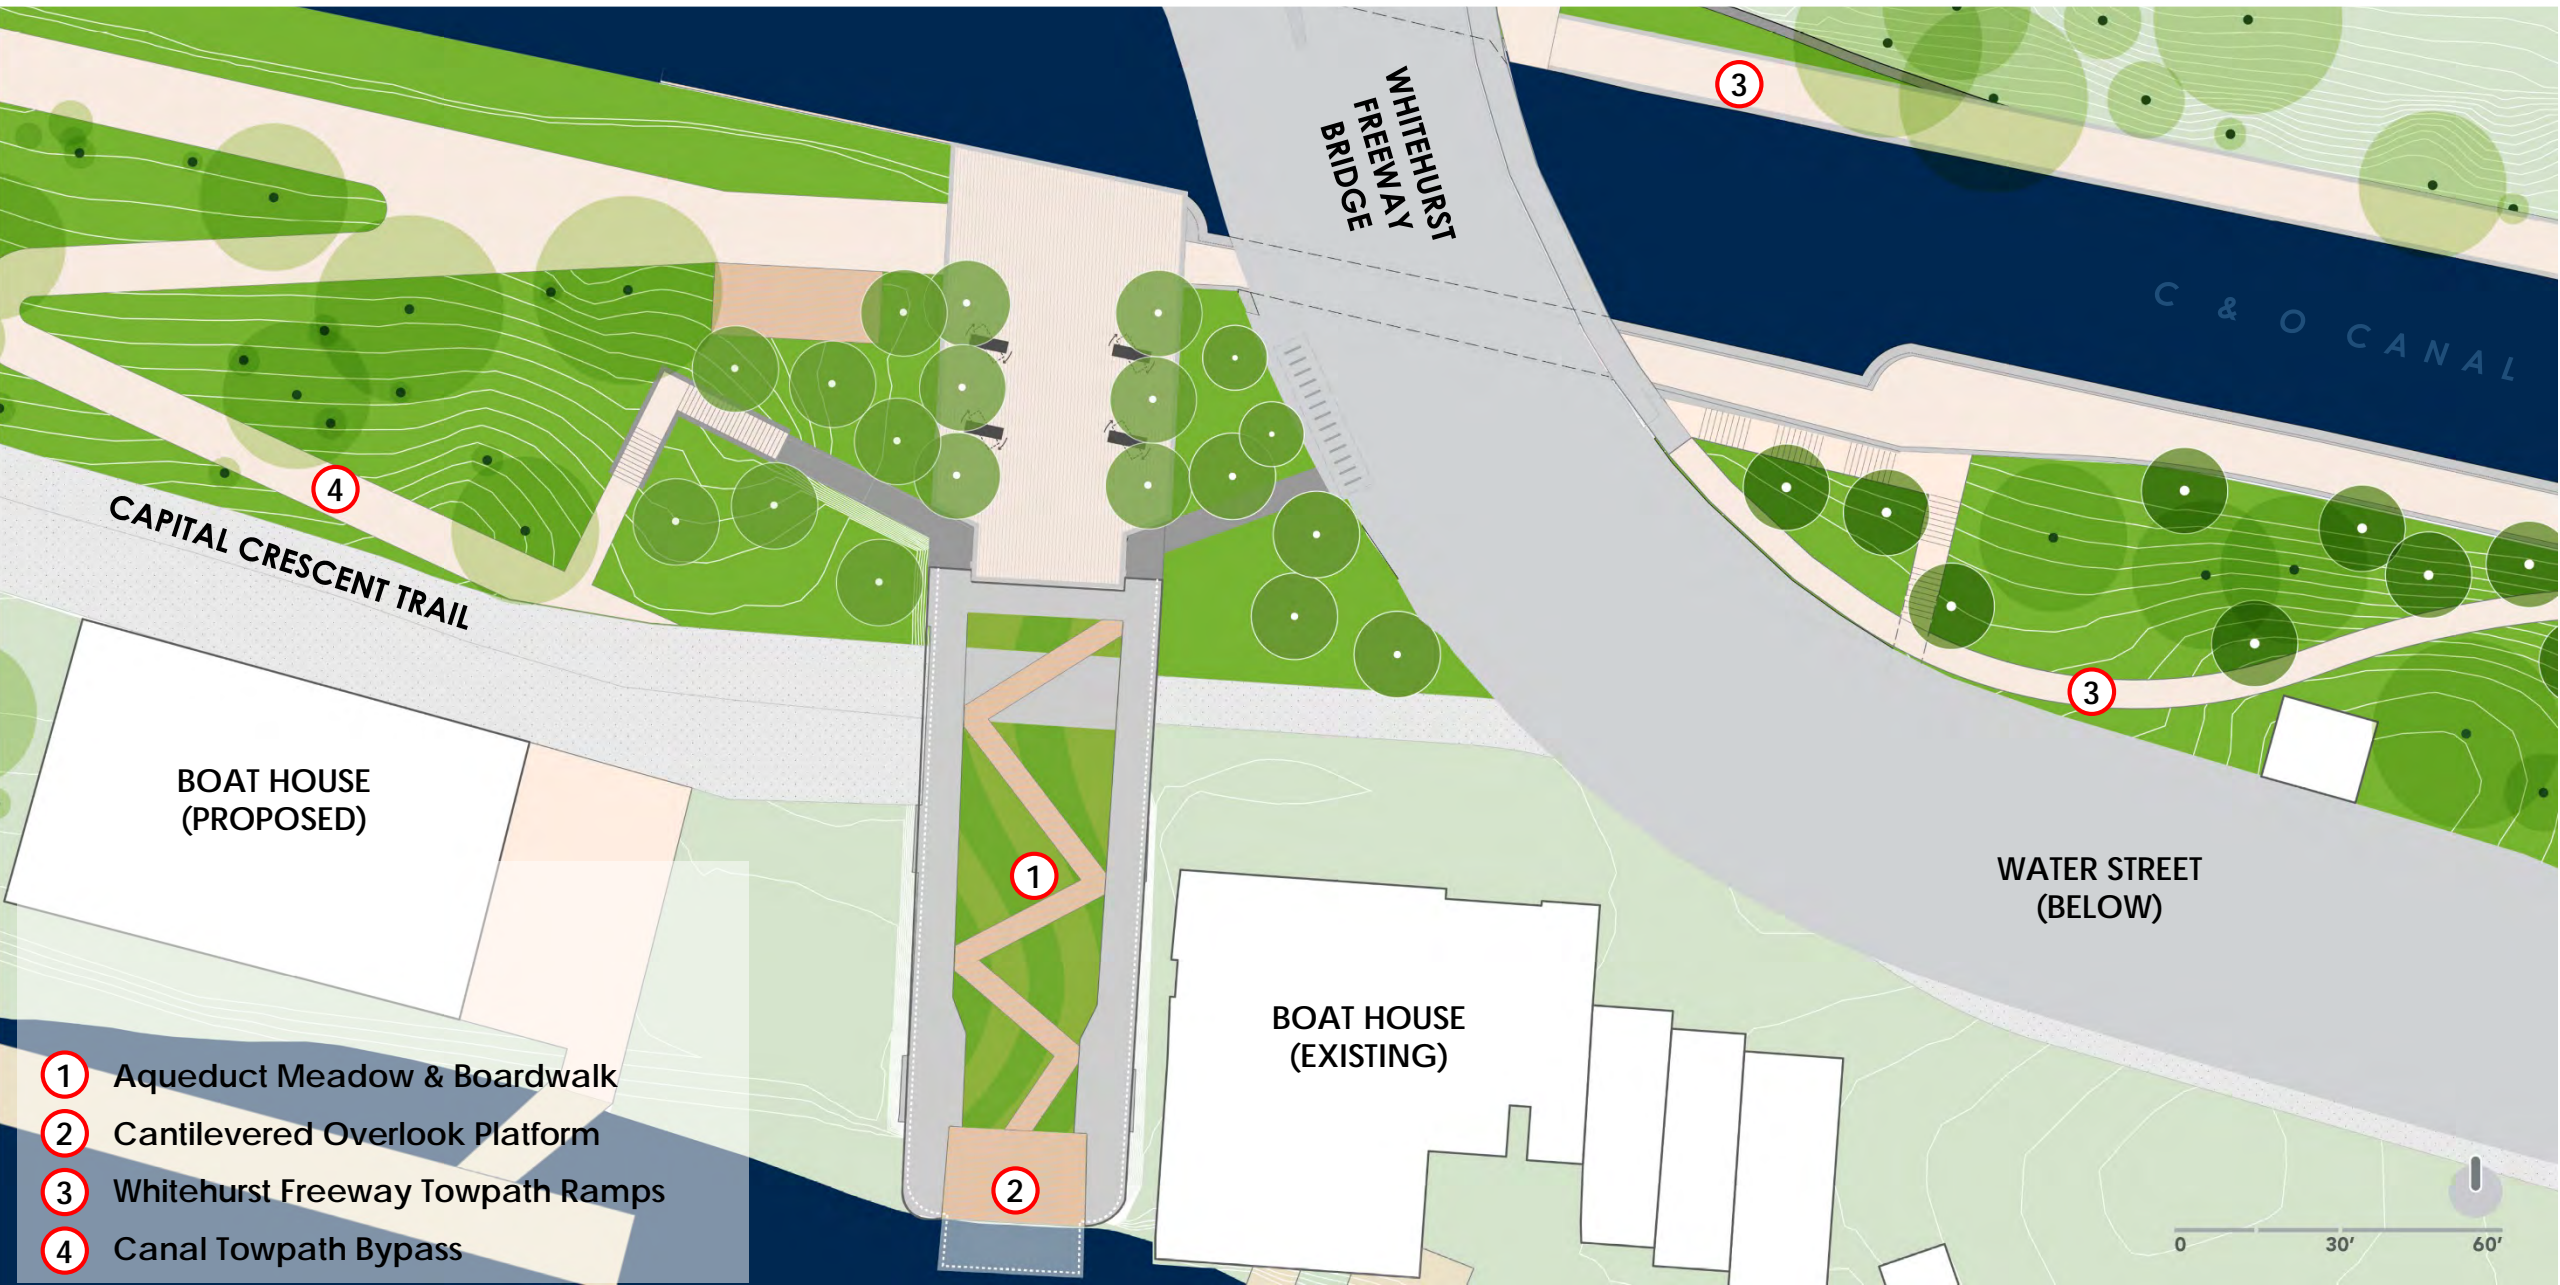 3
WHITEHURST
FREEWAY
BRIDGE
C & O CANAL
4
CAPITAL CRESCENT TRAIL
3
BOAT HOUSE
(PROPOSED)
1
WATER STREET
(BELOW)
BOAT HOUSE
(EXISTING)
2
1 Aqueduct Meadow & Boardwalk
2 Cantilevered Overlook Platform
3 Whitehurst Freeway Towpath Ramps
4 Canal Towpath Bypass
0 30' 60'